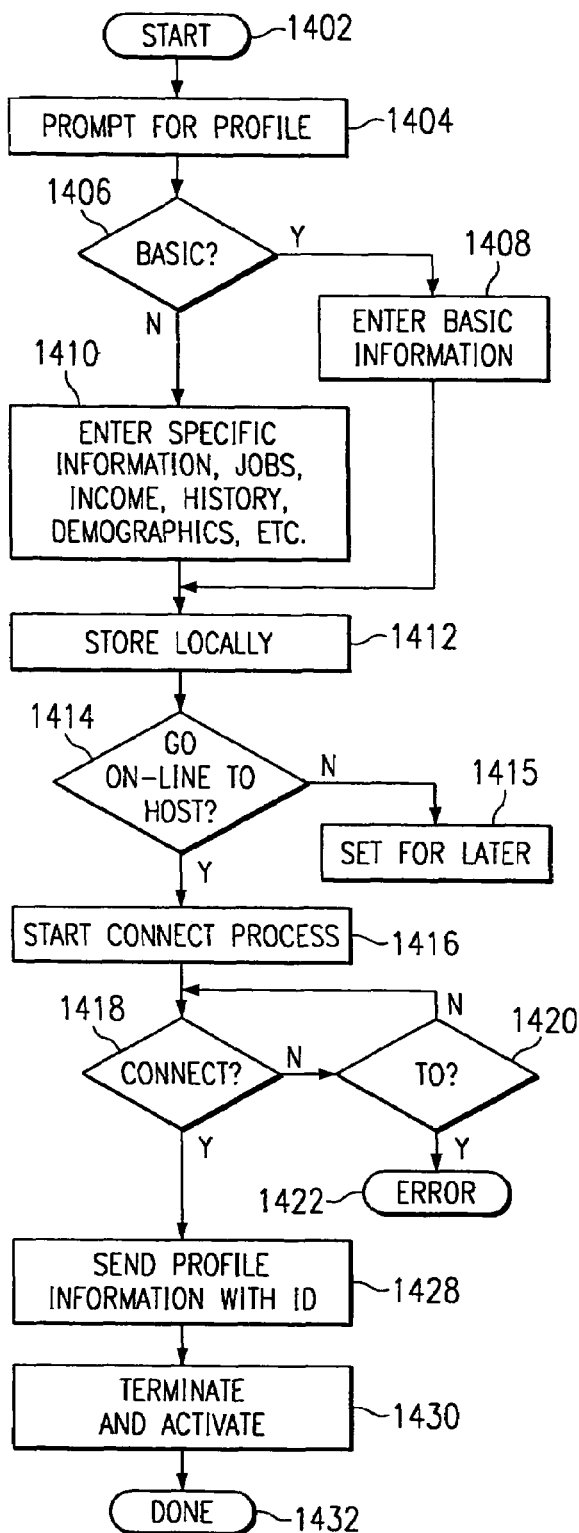 START
1402
PROMPT FOR PROFILE
1404
1406
BASIC?
Y
N
1408
ENTER BASIC
INFORMATION
1410
ENTER SPECIFIC
INFORMATION, JOBS,
INCOME, HISTORY,
DEMOGRAPHICS, ETC.
STORE LOCALLY
1412
1414
GO
ON-LINE TO
HOST?
N
Y
1415
SET FOR LATER
START CONNECT PROCESS
1416
1418
CONNECT?
N
Y
N
1420
TO?
Y
1422
ERROR
SEND PROFILE
INFORMATION WITH ID
1428
TERMINATE
AND ACTIVATE
1430
DONE
1432